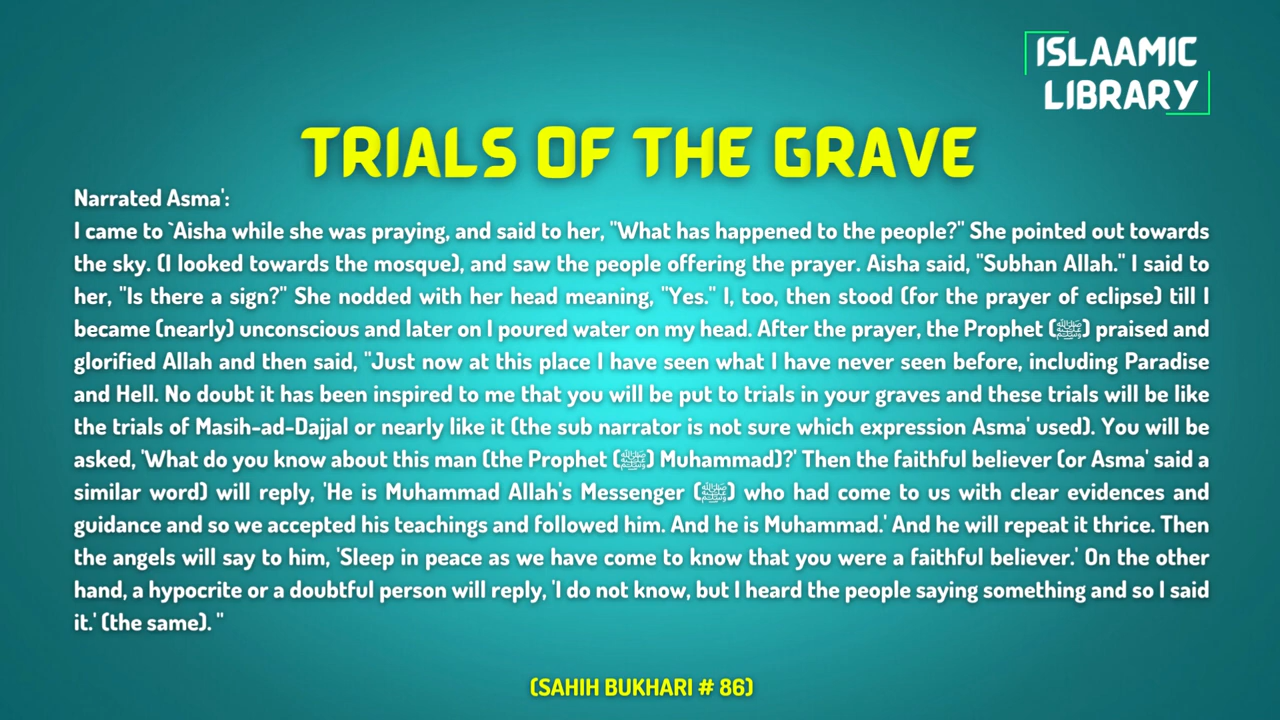 ISLAAMIC
LIBRARY
TRIALS OF THE GRAVE
Narrated Asma':
I came to `Aisha while she was praying, and said to her, "What has happened to the people?" She pointed out towards
the sky. (I looked towards the mosque), and saw the people offering the prayer. Aisha said, "Subhan Allah." I said to
her, "Is there a sign?" She nodded with her head meaning, "Yes." I, too, then stood (for the prayer of eclipse) till I
became (nearly) unconscious and later on I poured water on my head. After the prayer, the Prophet (ﷺ) praised and
glorified Allah and then said, "Just now at this place I have seen what I have never seen before, including Paradise
and Hell. No doubt it has been inspired to me that you will be put to trials in your graves and these trials will be like
the trials of Masih-ad-Dajjal or nearly like it (the sub narrator is not sure which expression Asma' used). You will be
asked, 'What do you know about this man (the Prophet (ﷺ) Muhammad)?' Then the faithful believer (or Asma' said a
similar word) will reply, 'He is Muhammad Allah's Messenger (ﷺ) who had come to us with clear evidences and
guidance and so we accepted his teachings and followed him. And he is Muhammad.' And he will repeat it thrice. Then
the angels will say to him, 'Sleep in peace as we have come to know that you were a faithful believer.' On the other
hand, a hypocrite or a doubtful person will reply, 'I do not know, but I heard the people saying something and so I said
it.' (the same). "
(SAHIH BUKHARI # 86)